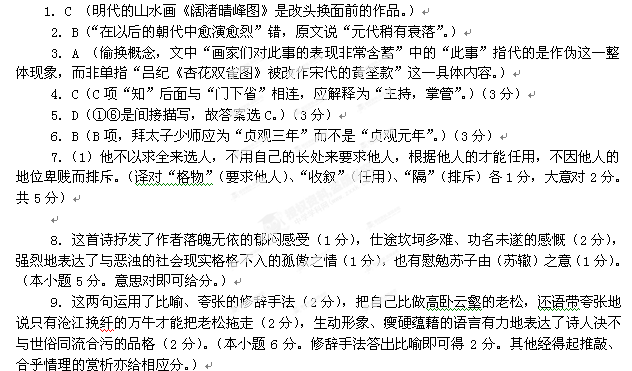 1. C （明代的山水画《阔渚晴峰图》是改头换面前的作品。）
2. B（“在以后的朝代中愈演愈烈”错，原文说“元代稍有衰落”。）
3. A （偷换概念，文中“画家们对此事的表现非常含蓄”中的“此事”指代的是作伪这一整
体现象，而非单指“吕纪《杏花双雀图》被改作宋代的黄筌款”这一具体内容。）
4. C（C 项“知”后面与“门下省”相连，应解释为“主持，掌管”。）（3 分）
5. D（①⑥是间接描写，故答案选 C。）（3 分）
6. B（B 项，拜太子少师应为“贞观三年”而不是“贞观元年”。）（3 分）
7. （1）他不以求全来选人，不用自己的长处来要求他人，根据他人的才能任用，不因他人的
地位卑贱而排斥。（译对“格物”（要求他人）、“收叙”（任用）、“隔”（排斥）各 1 分，大意对 2 分。
共 5 分）
8. 这首诗抒发了作者落魄无依的郁闷感受（1 分），仕途坎坷多难、功名未遂的感慨（2 分），
强烈地表达了与恶浊的社会现实格格不入的孤傲之情（1 分），也有慰勉苏子由（苏辙）之意（1 分）。
（本小题 5 分。意思对即可给分。）
9. 这两句运用了比喻、夸张的修辞手法（2 分），把自己比做高卧云壑的老松，还语带夸张地
说只有沧江挽纤的万牛才能把老松拖走（2 分），生动形象、瘦硬蕴藉的语言有力地表达了诗人决不
与世俗同流合污的品格（2 分）。（本小题 6 分。修辞手法答出比喻即可得 2 分。其他经得起推敲、
合乎情理的赏析亦给相应分。）